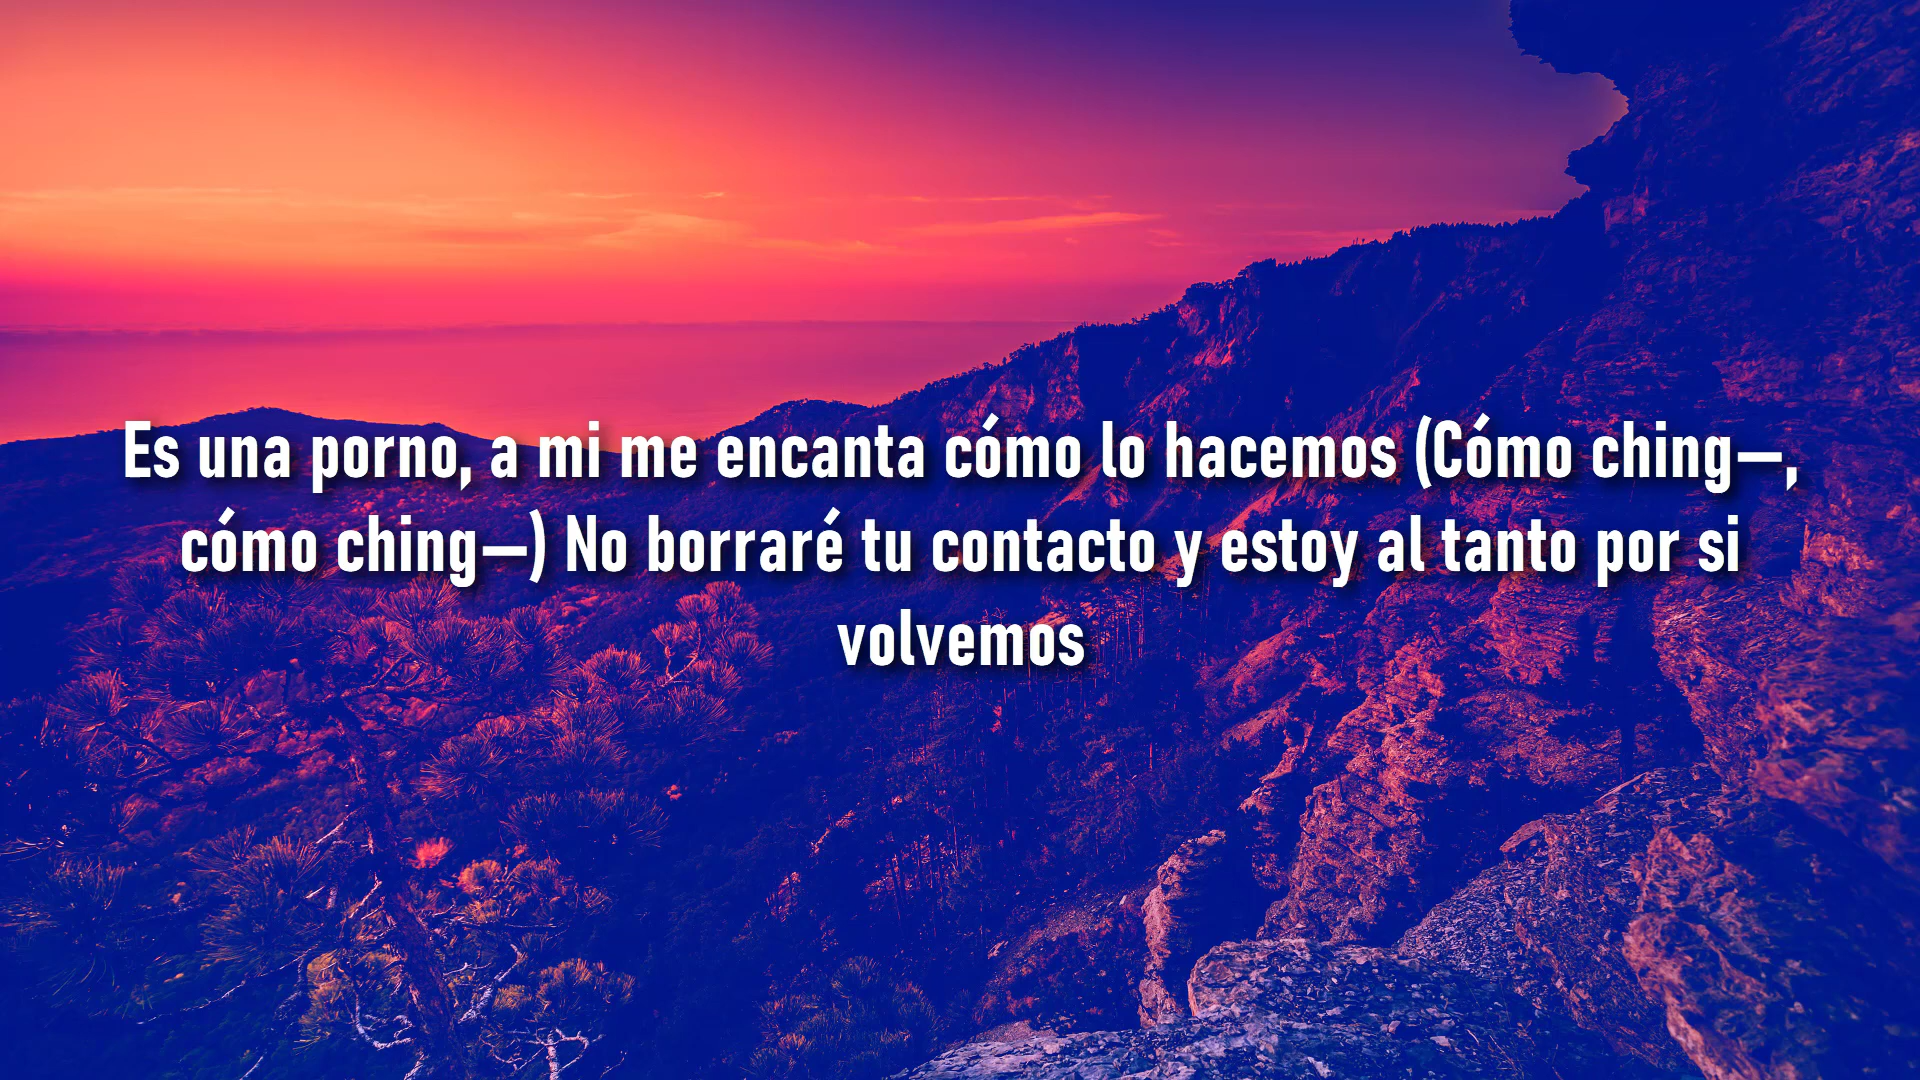 Es una porno, a mi me encanta cómo lo hacemos (Cómo ching—,
cómo ching—) No borraré tu contacto y estoy al tanto por si
volvemos